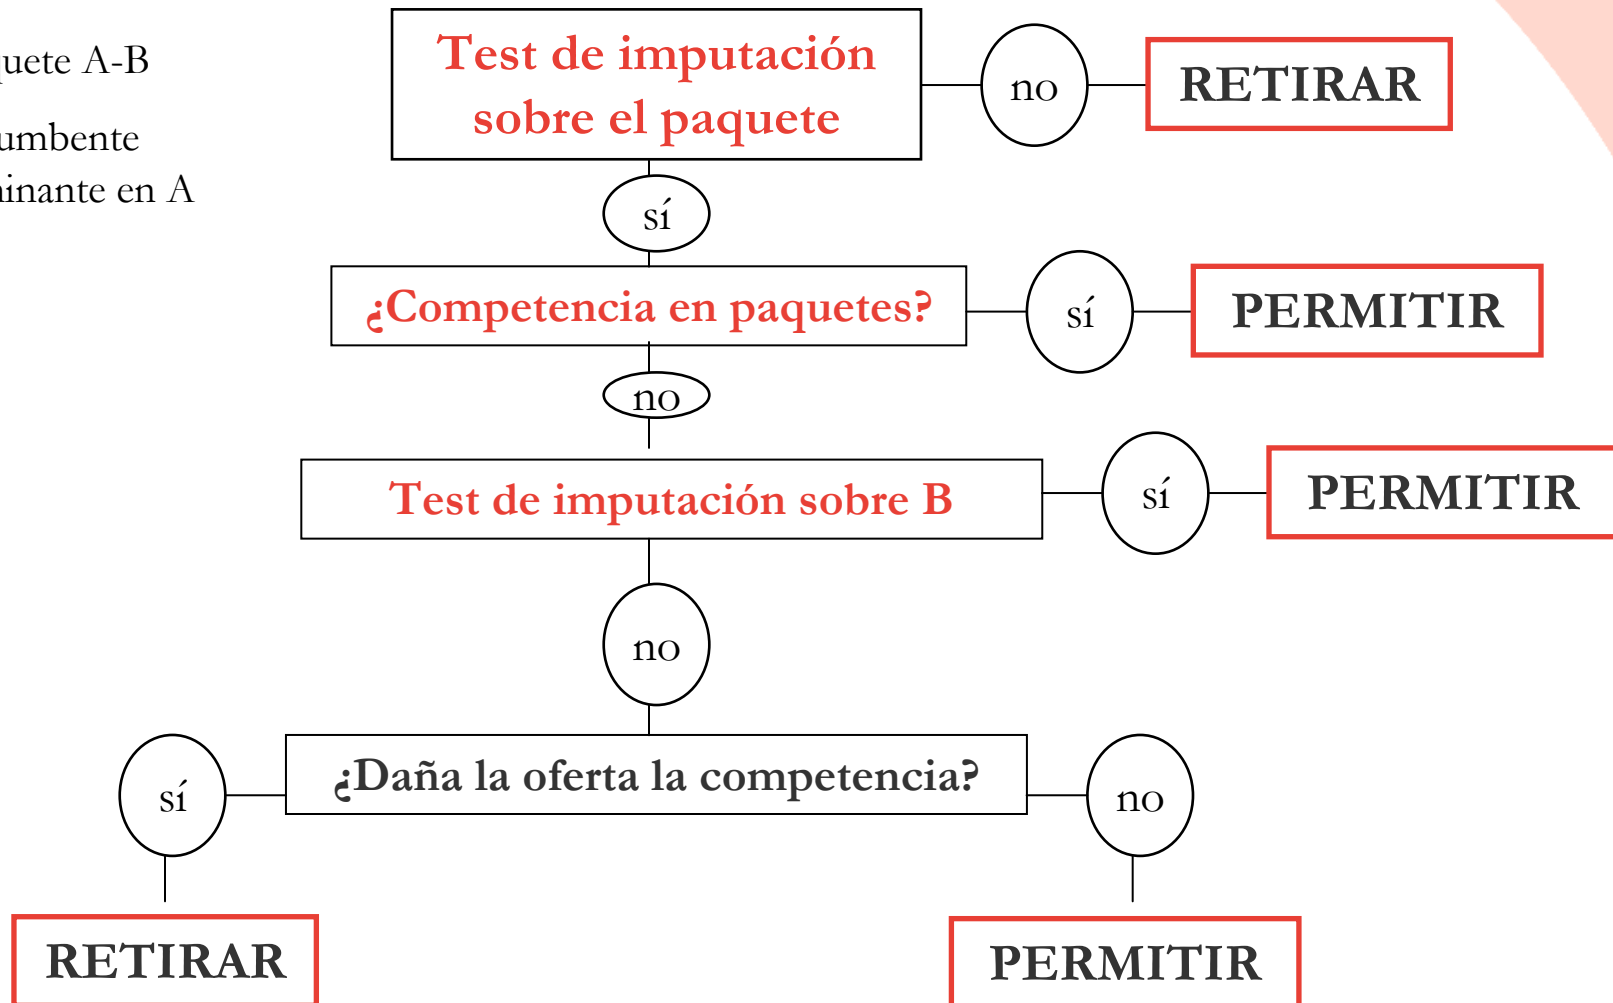 quete A-B
umbente
inante en A
Test de imputación
sobre el paquete
no
RETIRAR
sí
¿Competencia en paquetes?
sí
PERMITIR
no
Test de imputación sobre B
sí
PERMITIR
no
¿Daña la oferta la competencia?
sí
no
RETIRAR
PERMITIR